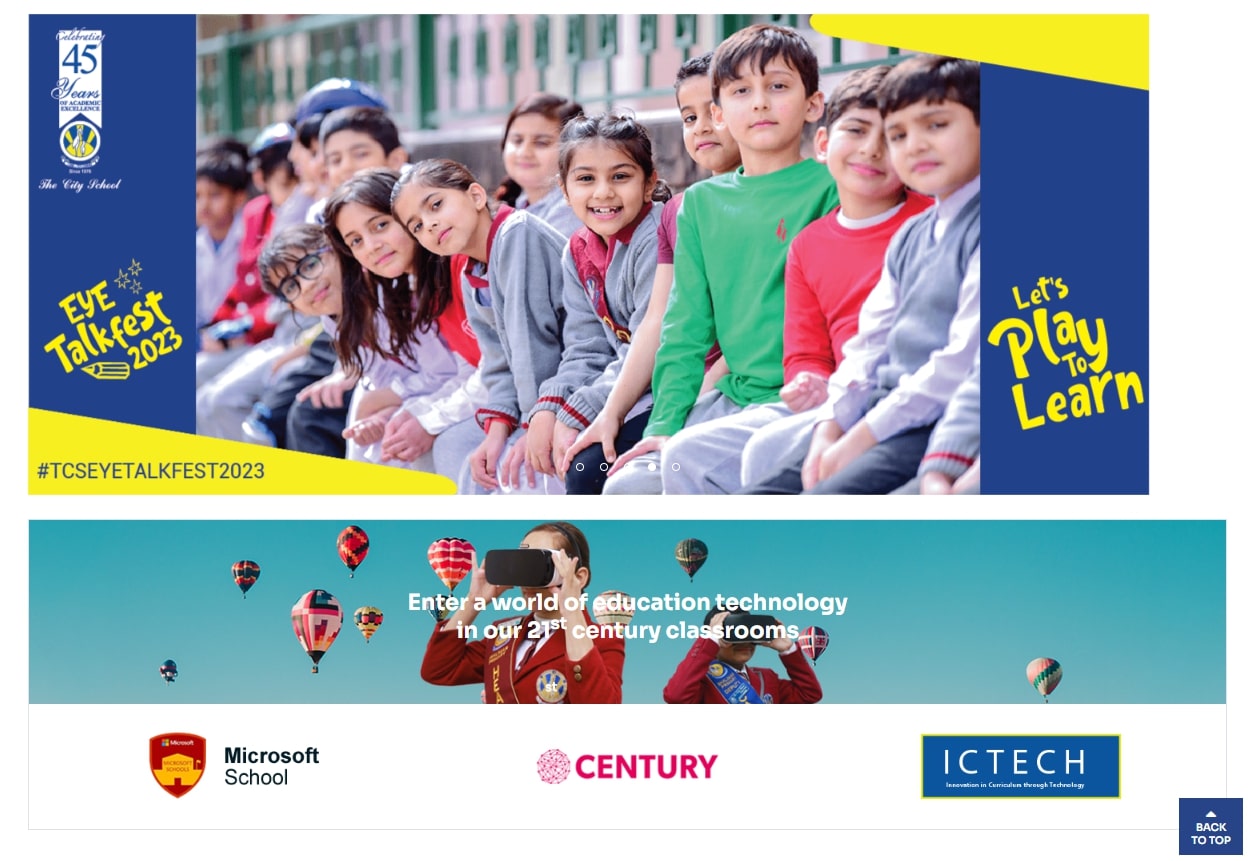 Celebrating
45
Years
OF ACADEMIC
EXCELLENCE
Since 1978
The City School
EYE
Talkfest
2023
Let's
Play
To
Learn
#TCSEYETALKFEST2023
Enter a world of education technology
in our 21st century classrooms
st
Microsoft
MICROSOFT
SCHOOLS
Microsoft
School
CENTURY
ICTECH
Innovation in Curriculum through Technology
BACK
TO TOP